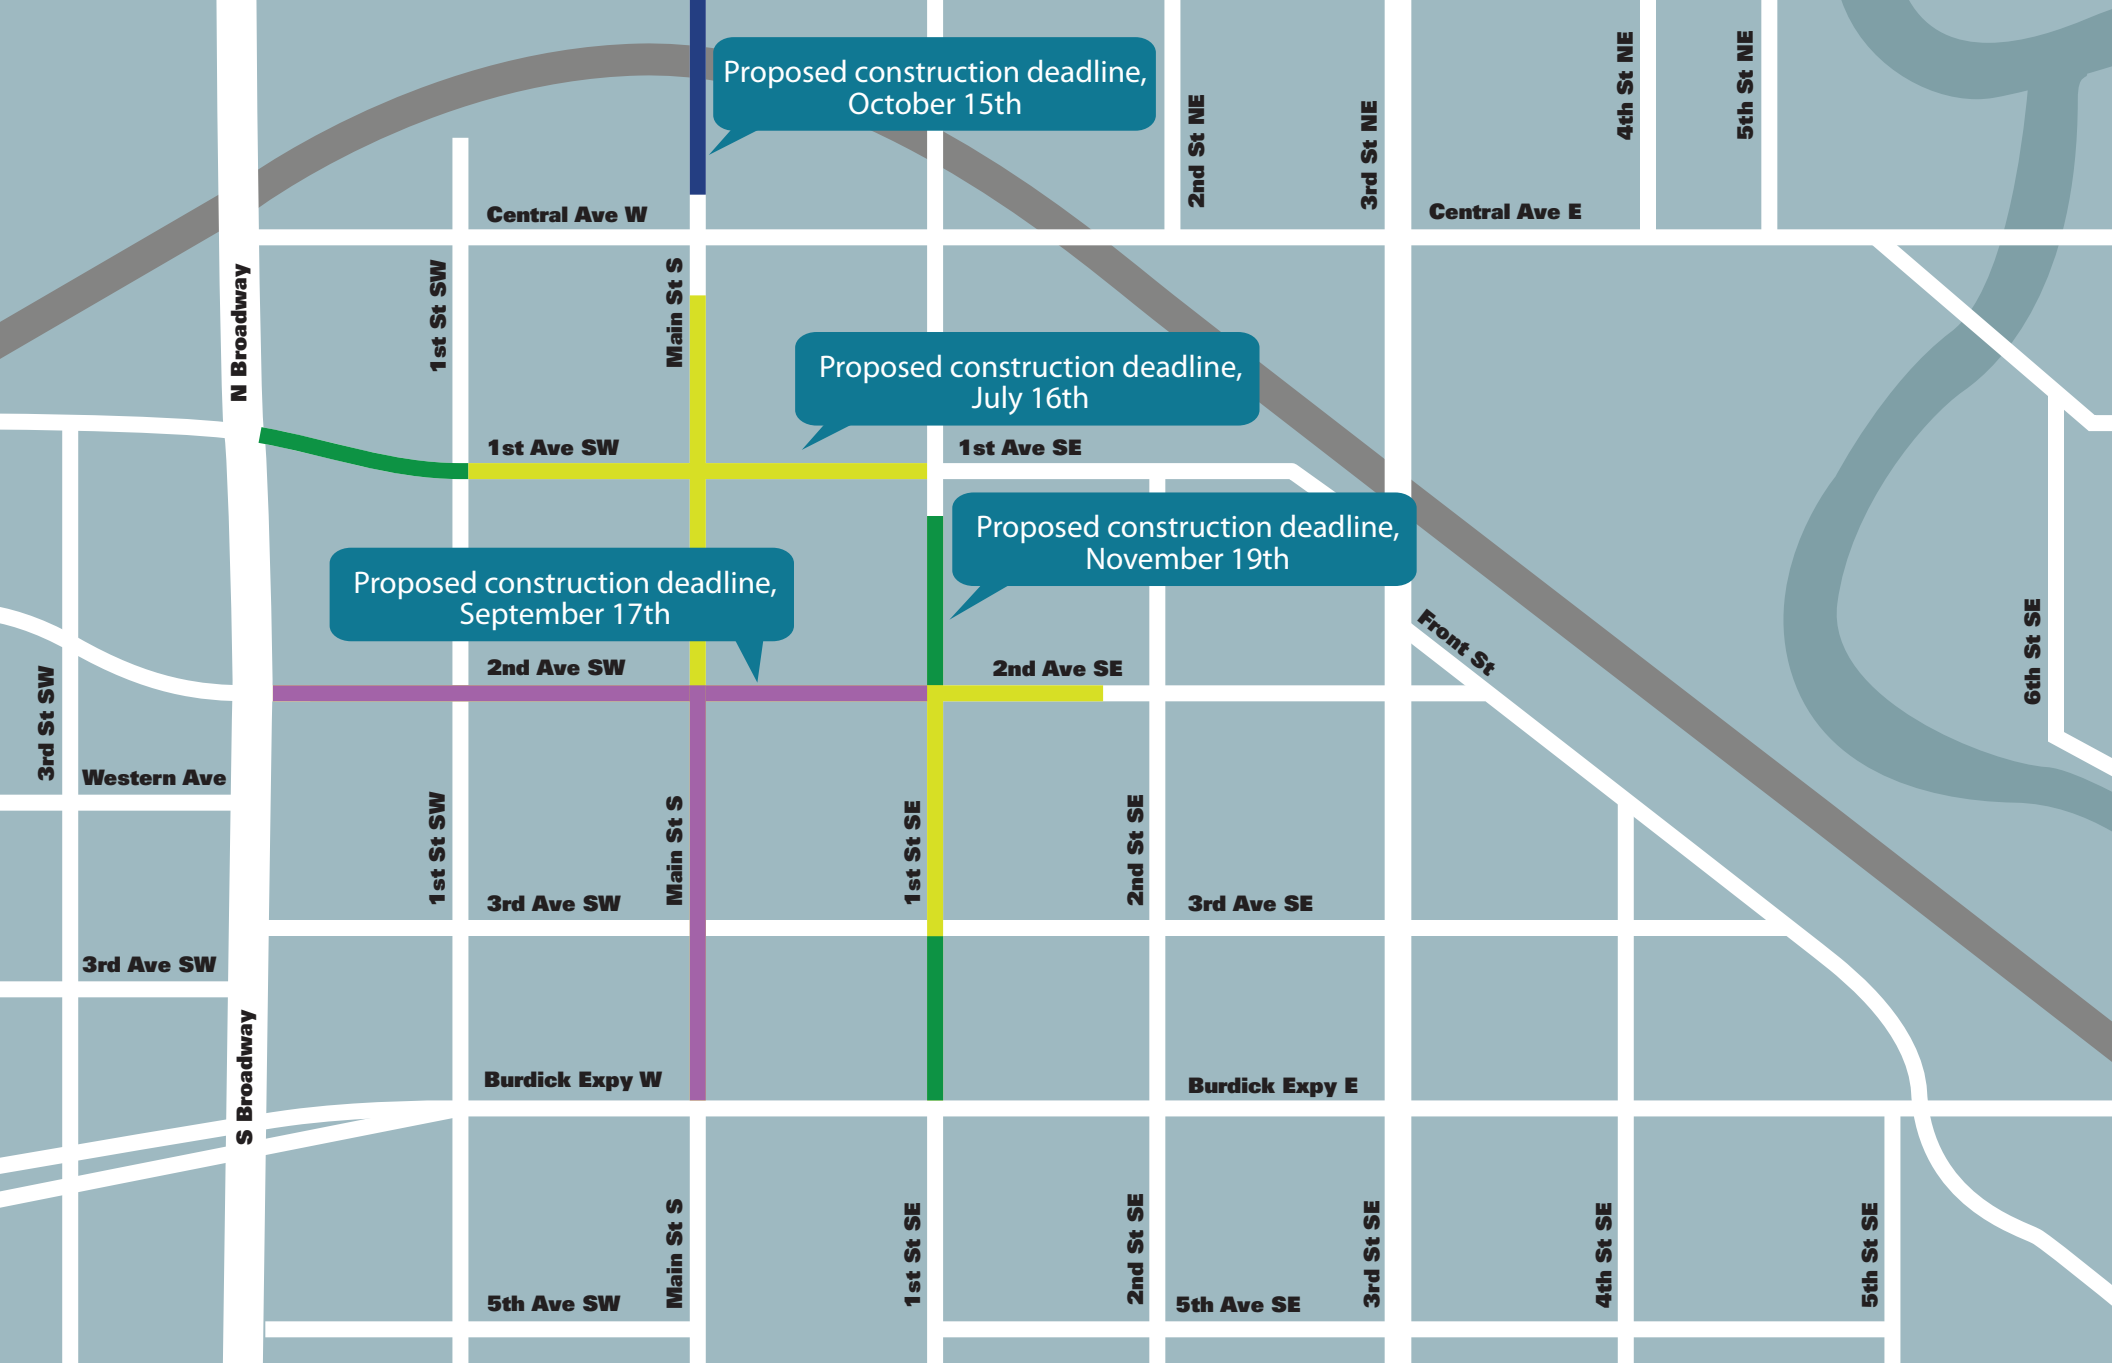 4th St NE
5th St NE
Proposed construction deadline,
October 15th
2nd St NE
3rd St NE
Central Ave W
Central Ave E
N Broadway
1st St SW
Main St S
Proposed construction deadline,
July 16th
1st Ave SW
1st Ave SE
Proposed construction deadline,
November 19th
Proposed construction deadline,
September 17th
Front St
6th St SE
2nd Ave SW
2nd Ave SE
3rd St SW
Western Ave
1st St SW
Main St S
1st St SE
2nd St SE
3rd Ave SW
3rd Ave SE
3rd Ave SW
S Broadway
Burdick Expy W
Burdick Expy E
Main St S
1st St SE
2nd St SE
3rd St SE
4th St SE
5th St SE
5th Ave SW
5th Ave SE